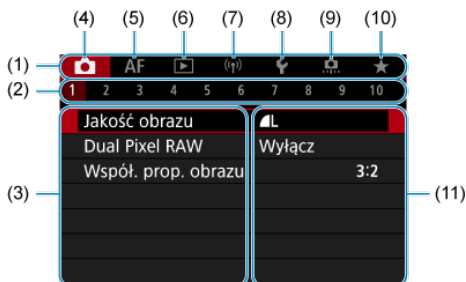 (4) (5) (6) (7) (8) (9) (10)
(1) AF
(2) 1 2 3 4 5 6 7 8 9 10
Jakość obrazu L
Dual Pixel RAW Wyłącz
Współ. prop. obrazu 3:2
(3) (11)